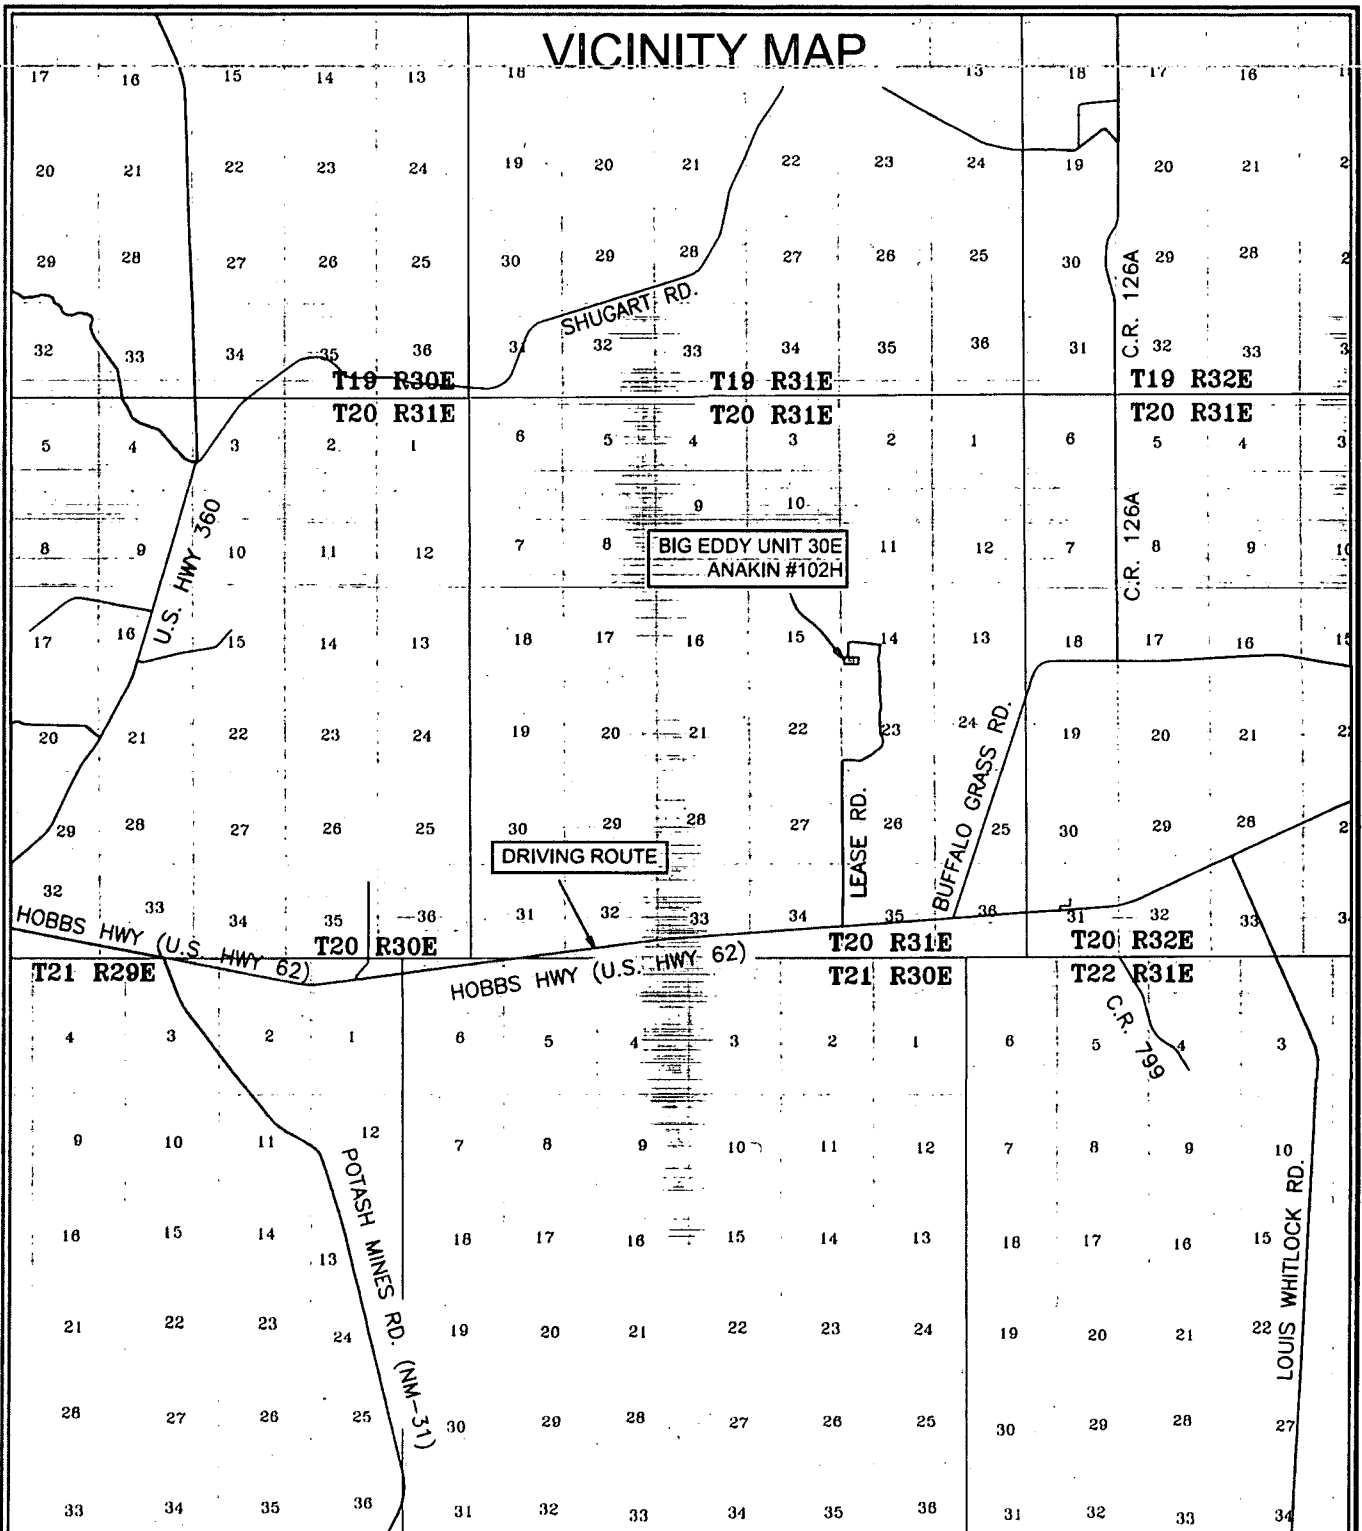 VICINITY MAP
17 16 15 14 13 18 13 18 17 16
20 21 22 23 24 19 20 21 22 23 24 19 20 21
29 28 27 26 25 30 29 28 27 26 25 30 29 28
C.R. 126A
SHUGART RD.
32 33 34 35 36 31 32 33 34 35 36 31 32 33
T19 R30E T19 R31E T19 R32E
T20 R31E T20 R31E T20 R31E
5 4 3 2 1 6 5 4 3 2 1 6 5 4 3
9 10
U.S. HWY 360
C.R. 126A
8 9 10 11 12 7 8 11 12 7 8 9 10
BIG EDDY UNIT 30E
ANAKIN #102H
17 16 15 14 13 18 17 16 15 14 13 18 17 16 15
20 21 22 23 24 19 20 21 22 23 24 19 20 21
BUFFALO GRASS RD.
LEASE RD.
29 28 27 26 25 30 29 28 27 26 25 30 29 28
DRIVING ROUTE
32 33 34 35 36 31 32 33 34 35 36 31 32 33
HOBBS HWY (U.S. HWY 62)
T20 R30E T20 R31E T20 R32E
HOBBS HWY (U.S. HWY 62)
T21 R29E T21 R30E T22 R31E
C.R. 799
4 3 2 1 6 5 4 3 2 1 6 5 4 3
9 10 11 12 7 8 9 10 11 12 7 8 9 10
POTASH MINES RD. (NM-31)
LOUIS WHITLOCK RD.
16 15 14 13 18 17 16 15 14 13 18 17 16 15
21 22 23 24 19 20 21 22 23 24 19 20 21 22
28 27 26 25 30 29 28 27 26 25 30 29 28 27
33 34 35 36 31 32 33 34 35 36 31 32 33 34